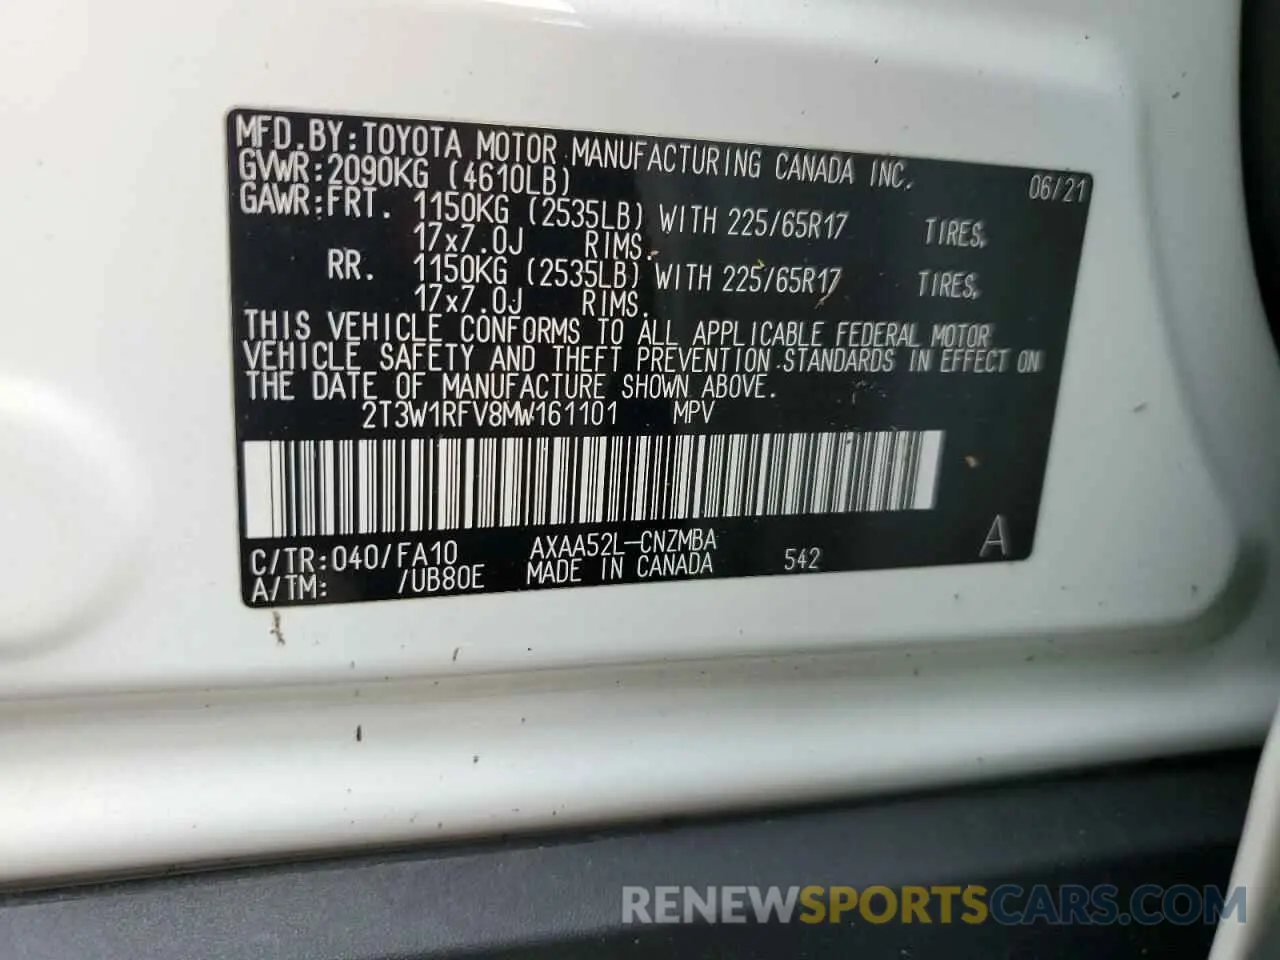 MFD.BY:TOYOTA MOTOR MANUFACTURING CANADA INC. 06/21
GVWR:2090KG (4610LB)
GAWR:FRT. 1150KG (2535LB) WITH 225/65R17 TIRES,
17x7.0J RIMS.
RR. 1150KG (2535LB) WITH 225/65R17 TIRES,
17x7.0J RIMS.
THIS VEHICLE CONFORMS TO ALL APPLICABLE FEDERAL MOTOR
VEHICLE SAFETY AND THEFT PREVENTION STANDARDS IN EFFECT ON
THE DATE OF MANUFACTURE SHOWN ABOVE.
2T3W1RFV8MW161101 MPV
C/TR:040/FA10 AXAA52L-CNZMBA A
A/TM: /UB80E MADE IN CANADA 542
RENEWSPORTSCARS.COM